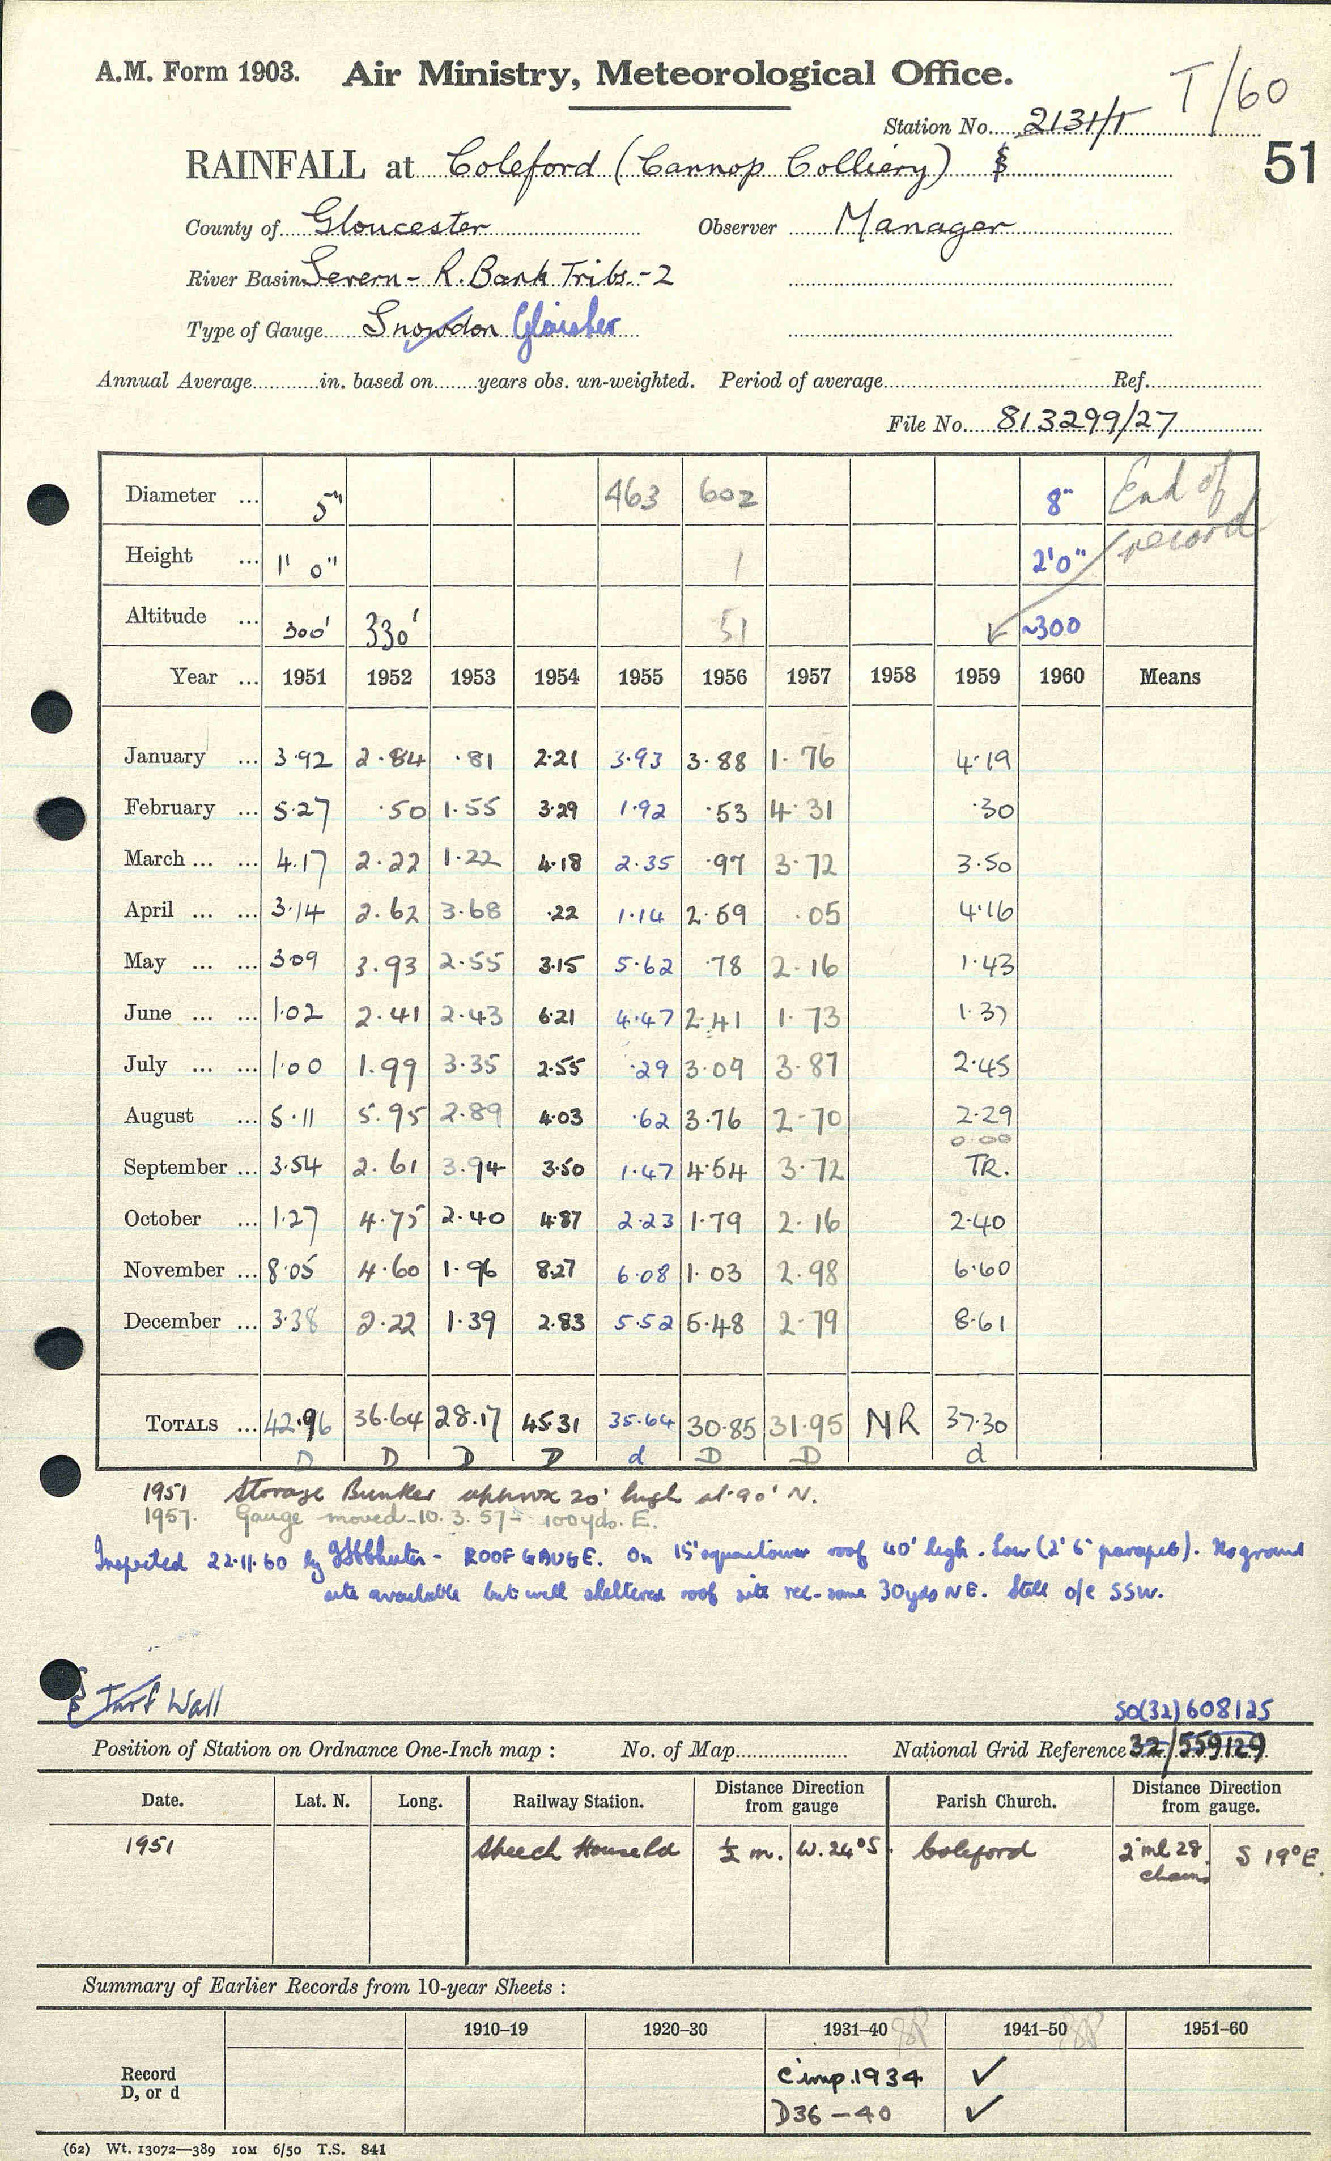 A.M. Form 1903. Air Ministry, Meteorological Office. T/60
Station No. 2131/1
51
RAINFALL at Coleford (Cannop Colliery) §
County of Gloucester Observer Manager
River Basin Severn - R. Bank Tribs. - 2
Type of Gauge Snowdon Glaisher
Annual Average in. based on years obs. un-weighted. Period of average Ref.
File No. 813299/27
Diameter ... 5" 463 602 8" End of
Height ... 1' 0" 1 2'0" record
Altitude ... 300' 330' 51 ~300
Year ... 1951 1952 1953 1954 1955 1956 1957 1958 1959 1960 Means
January ... 3.92 2.84 .81 2.21 3.93 3.88 1.76 4.19
February ... 5.27 .50 1.55 3.29 1.92 .53 4.31 .30
March ... ... 4.17 2.22 1.22 4.18 2.35 .97 3.72 3.50
April ... ... 3.14 2.62 3.68 .22 1.14 2.59 .05 4.16
May ... ... 3.09 3.93 2.55 3.15 5.62 .78 2.16 1.43
June ... ... 1.02 2.41 2.43 6.21 4.47 2.41 1.73 1.37
July ... ... 1.00 1.99 3.35 2.55 .29 3.09 3.87 2.45
August ... 5.11 5.95 2.89 4.03 .62 3.76 2.70 2.29
0.00
September ... 3.54 2.61 3.94 3.50 1.47 4.54 3.72 TR.
October ... 1.27 4.75 2.40 4.87 2.23 1.79 2.16 2.40
November ... 8.05 4.60 1.96 8.27 6.08 1.03 2.98 6.60
December ... 3.38 2.22 1.39 2.83 5.52 5.48 2.79 8.61
TOTALS ... 42.96 36.64 28.17 45.31 35.64 30.85 31.95 NR 37.30
D D D D d D D d
1951 Storage Bunker approx 20' high at 90' N.
1957. Gauge moved - 10.3.57 - 100yds. E.
Inspected 22.11.60 by - ROOF GAUGE. On 15' square tower roof 40' high. Low (2' 6" parapet). No ground
site available but well sheltered roof site rec - some 30yds NE. Still o/c SSW.
§ Turf Wall
SO(32)608125
Position of Station on Ordnance One-Inch map : No. of Map National Grid Reference 32/559129
Date. Lat. N. Long. Railway Station. Distance from gauge Direction Parish Church. Distance from gauge. Direction
1951 Speech House Rd ½ m. W.24°S. Coleford 2 ml 28 chains S 19°E.
Summary of Earlier Records from 10-year Sheets :
1910–19 1920–30 1931–40 1941–50 1951–60
Record C'imp. 1934 ✓
D, or d D36 – 40 ✓
(62) Wt. 13072—389 10M 6/50 T.S. 841